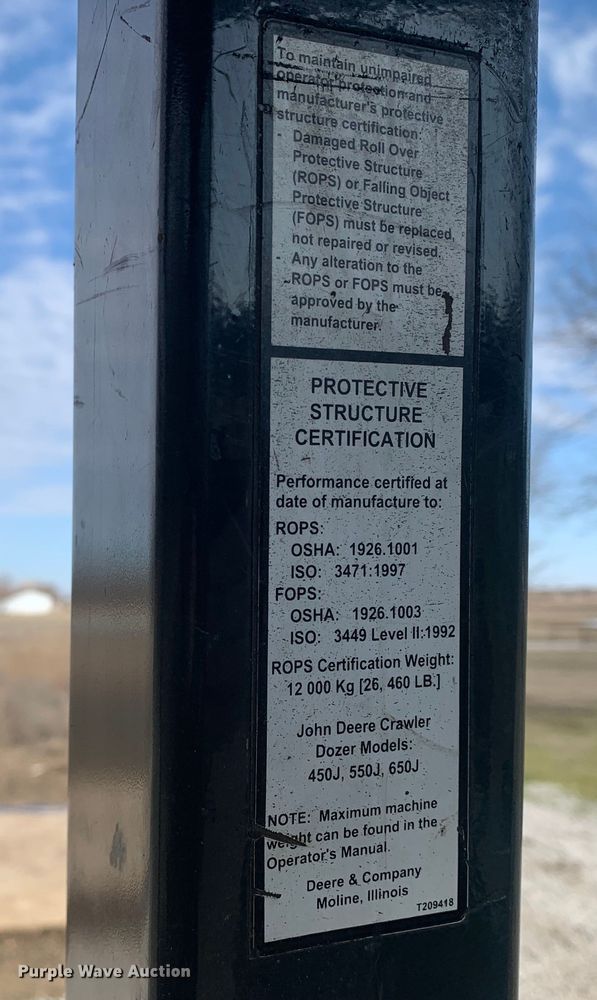 To maintain unimpaired
operator protection and
manufacturer's protective
structure certification:
- Damaged Roll Over
Protective Structure
(ROPS) or Falling Object
Protective Structure
(FOPS) must be replaced,
not repaired or revised.
- Any alteration to the
ROPS or FOPS must be
approved by the
manufacturer.
PROTECTIVE
STRUCTURE
CERTIFICATION
Performance certified at
date of manufacture to:
ROPS:
OSHA: 1926.1001
ISO: 3471:1997
FOPS:
OSHA: 1926.1003
ISO: 3449 Level II:1992
ROPS Certification Weight:
12 000 Kg [26, 460 LB.]
John Deere Crawler
Dozer Models:
450J, 550J, 650J
NOTE: Maximum machine
weight can be found in the
Operator's Manual.
Deere & Company
Moline, Illinois
T209418
Purple Wave Auction